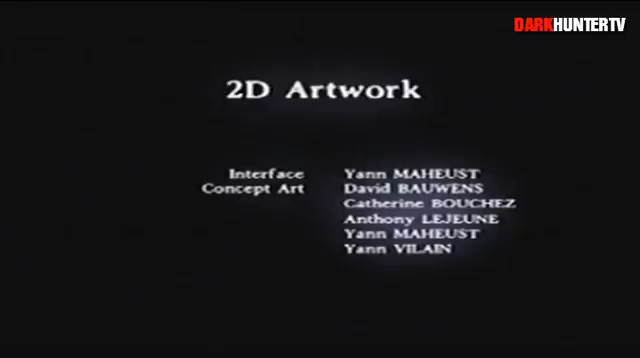 DARKHUNTERTV
2D Artwork
Interface Yann MAHEUST
Concept Art David BAUWENS
Catherine BOUCHEZ
Anthony LEJEUNE
Yann MAHEUST
Yann VILAIN